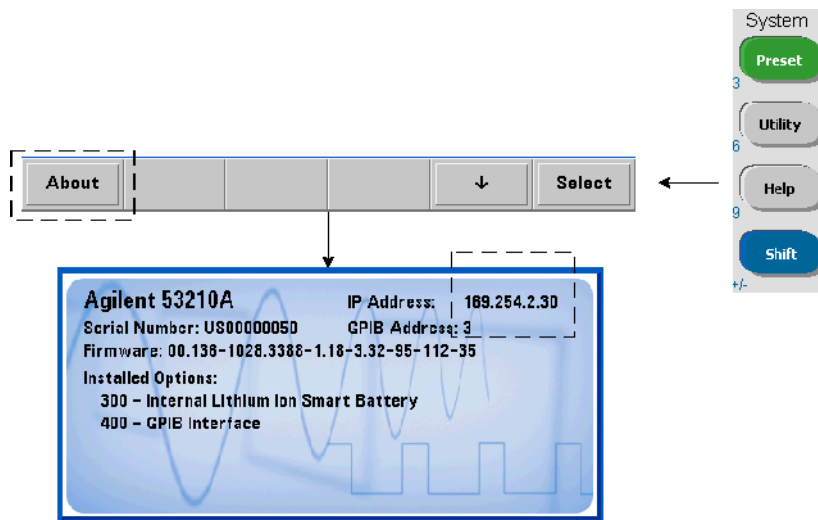 System
Preset
3
Utility
6
Help
9
Shift
+/-
About
↓
Select
Agilent 53210A
IP Address: 169.254.2.30
Serial Number: US00000050
GPIB Address: 3
Firmware: 00.136-1028.3388-1.18-3.32-95-112-35
Installed Options:
300 - Internal Lithium Ion Smart Battery
400 - GPIB Interface